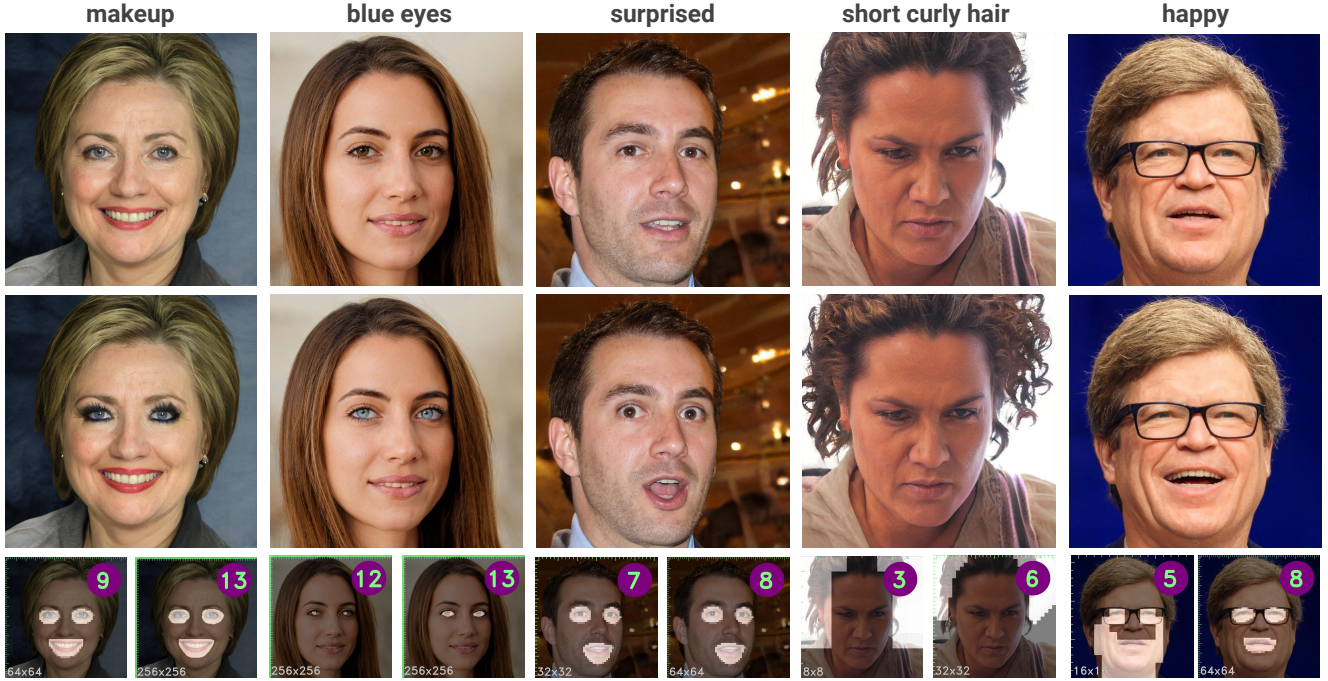 makeup blue eyes surprised short curly hair happy
9 13 12 13 7 8 3 6 5 8
64x64 256x256 256x256 256x256 32x32 64x64 8x8 32x32 16x16 64x64